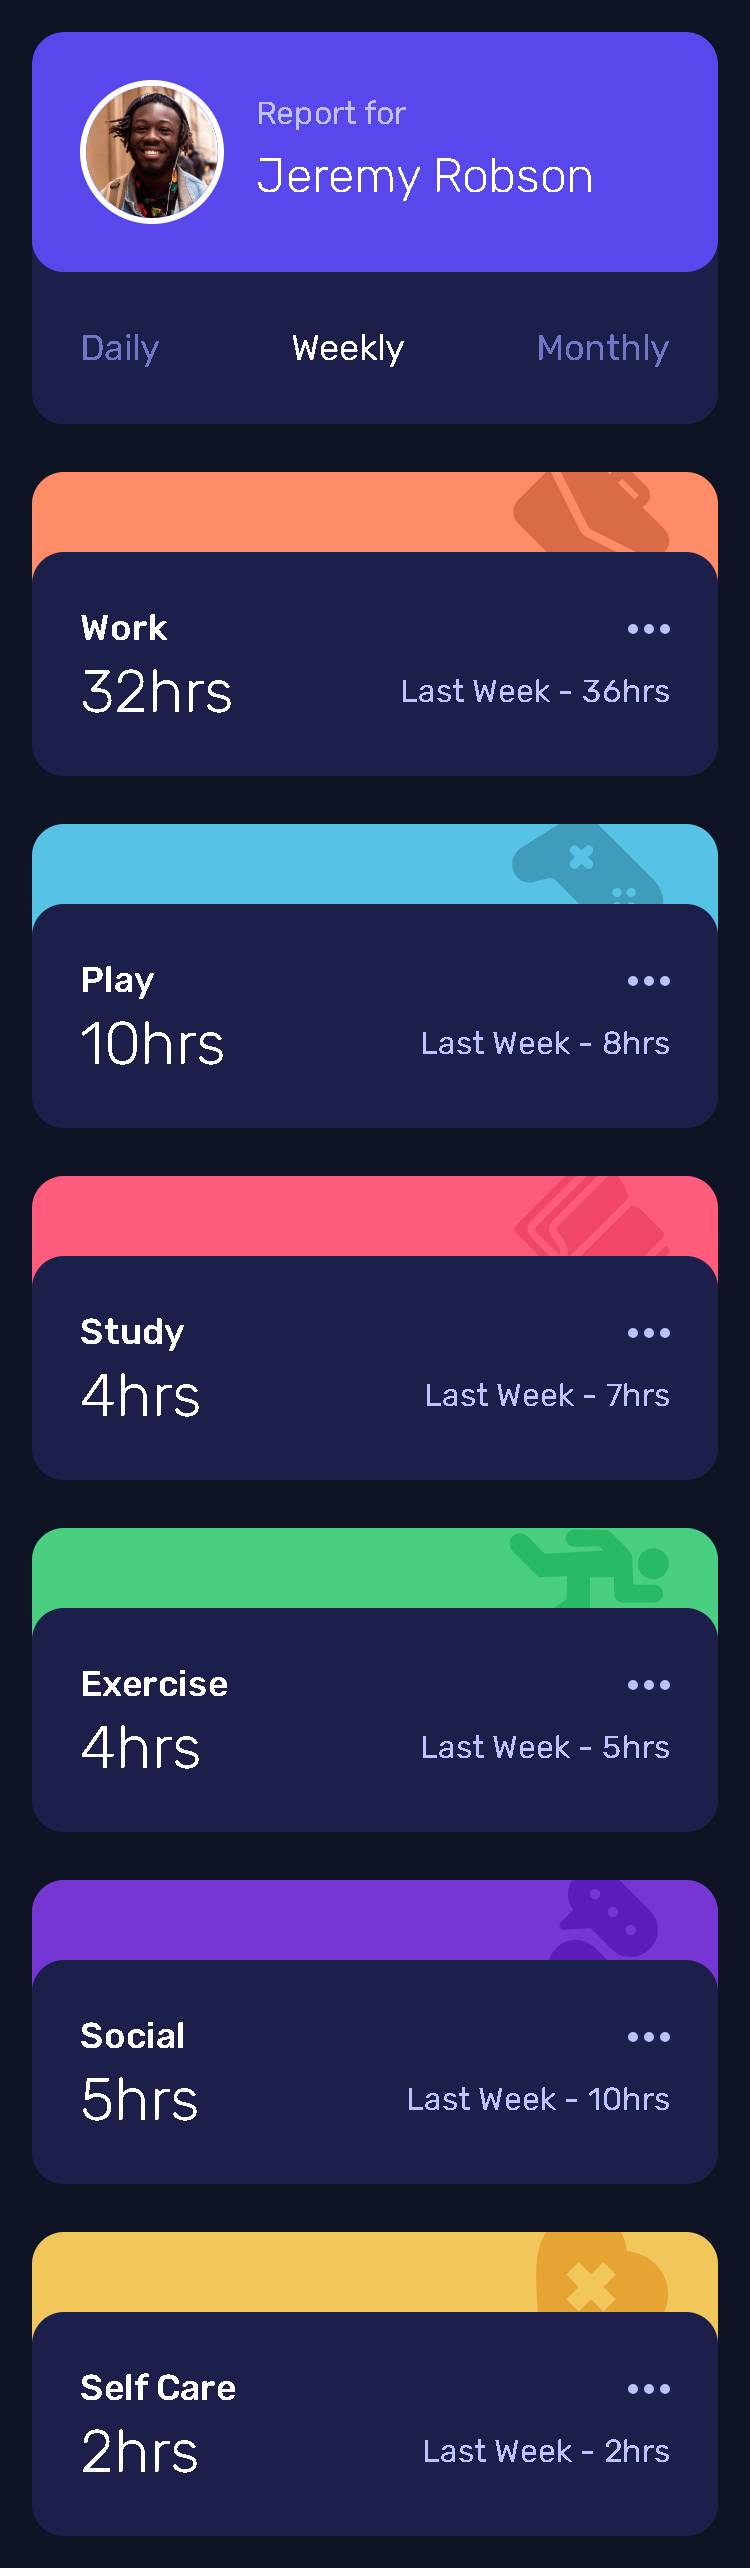 Report for
Jeremy Robson
Daily Weekly Monthly
Work
32hrs Last Week - 36hrs
Play
10hrs Last Week - 8hrs
Study
4hrs Last Week - 7hrs
Exercise
4hrs Last Week - 5hrs
Social
5hrs Last Week - 10hrs
Self Care
2hrs Last Week - 2hrs